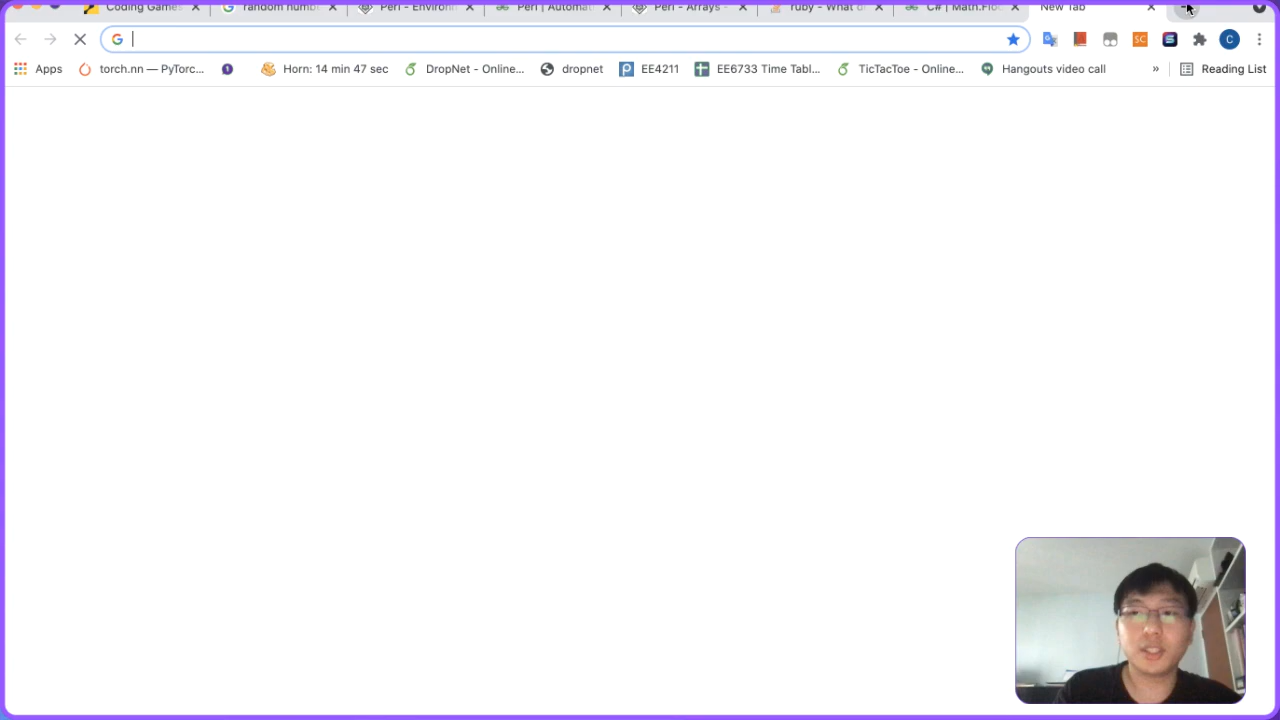 Coding Games
random numb
Perl - Environ
Perl | Automat
Perl - Arrays -
ruby - What d
C# | Math.Flo
New Tab
Apps
torch.nn — PyTorc...
Horn: 14 min 47 sec
DropNet - Online...
dropnet
EE4211
EE6733 Time Tabl...
TicTacToe - Online...
Hangouts video call
»
Reading List
SC
C